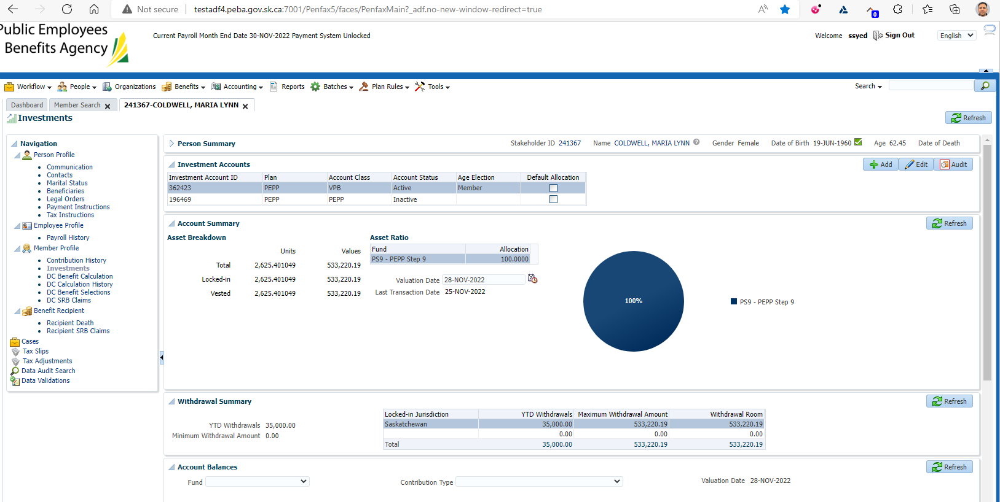 Not secure testadf4.peba.gov.sk.ca:7001/Penfax5/faces/PenfaxMain?_adf.no-new-window-redirect=true
0
Public Employees
Benefits Agency
Current Payroll Month End Date 30-NOV-2022 Payment System Unlocked
Welcome ssyed Sign Out English
Workflow People Organizations Benefits Accounting Reports Batches Plan Rules Tools Search
Dashboard Member Search 241367-COLDWELL, MARIA LYNN
Investments
Refresh
Navigation
Person Profile
Communication
Contacts
Marital Status
Beneficiaries
Legal Orders
Payment Instructions
Tax Instructions
Employee Profile
Payroll History
Member Profile
Contribution History
Investments
DC Benefit Calculation
DC Calculation History
DC Benefit Selections
DC SRB Claims
Benefit Recipient
Recipient Death
Recipient SRB Claims
Cases
Tax Slips
Tax Adjustments
Data Audit Search
Data Validations
Person Summary Stakeholder ID 241367 Name COLDWELL, MARIA LYNN Gender Female Date of Birth 19-JUN-1960 Age 62.45 Date of Death
Investment Accounts Add Edit Audit
Investment Account ID Plan Account Class Account Status Age Election Default Allocation
362423 PEPP VPB Active Member
196469 PEPP PEPP Inactive
Account Summary Refresh
Asset Breakdown
Units Values
Total 2,625.401049 533,220.19
Locked-in 2,625.401049 533,220.19
Vested 2,625.401049 533,220.19
Asset Ratio
Fund Allocation
PS9 - PEPP Step 9 100.0000
Valuation Date 28-NOV-2022
Last Transaction Date 25-NOV-2022
100%
PS9 - PEPP Step 9
Withdrawal Summary Refresh
YTD Withdrawals 35,000.00
Minimum Withdrawal Amount 0.00
Locked-in Jurisdiction YTD Withdrawals Maximum Withdrawal Amount Withdrawal Room
Saskatchewan 35,000.00 533,220.19 533,220.19
0.00 0.00 0.00
Total 35,000.00 533,220.19 533,220.19
Account Balances Refresh
Fund Contribution Type Valuation Date 28-NOV-2022